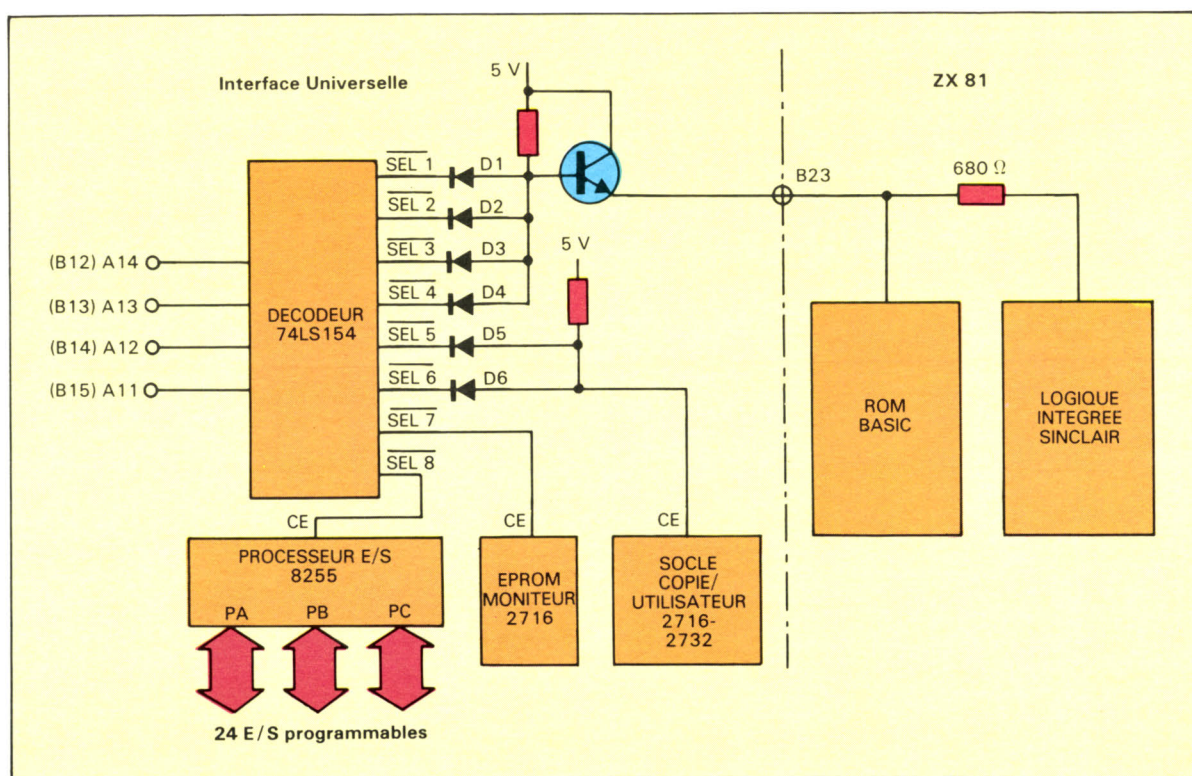 Interface Universelle
5 V
ZX 81
SEL 1
D1
B23
680 Ω
SEL 2
D2
SEL 3
D3
5 V
(B12) A14
SEL 4
D4
(B13) A13
DECODEUR
74LS154
SEL 5
D5
(B14) A12
SEL 6
D6
(B15) A11
SEL 7
SEL 8
ROM
BASIC
LOGIQUE
INTEGREE
SINCLAIR
CE
CE
CE
PROCESSEUR E/S
8255
PA
PB
PC
EPROM
MONITEUR
2716
SOCLE
COPIE/
UTILISATEUR
2716-
2732
24 E/S programmables